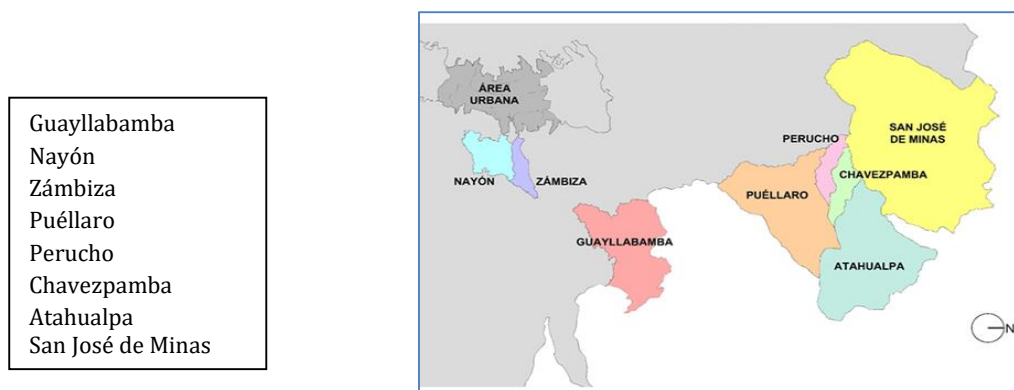 Guayllabamba
Nayón
Zámbiza
Puéllaro
Perucho
Chavezpamba
Atahualpa
San José de Minas
ÁREA
URBANA
NAYÓN
ZÁMBIZA
GUAYLLABAMBA
PERUCHO
SAN JOSÉ
DE MINAS
CHAVEZPAMBA
PUÉLLARO
ATAHUALPA
N